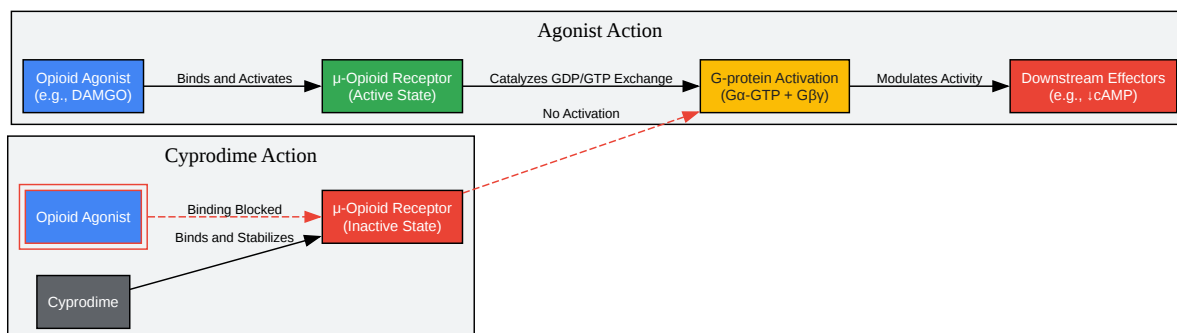 Agonist Action
Opioid Agonist
(e.g., DAMGO)
Binds and Activates
μ-Opioid Receptor
(Active State)
Catalyzes GDP/GTP Exchange
G-protein Activation
(Gα-GTP + Gβγ)
Modulates Activity
Downstream Effectors
(e.g., ↓cAMP)
No Activation
Cyprodime Action
Opioid Agonist
Binding Blocked
μ-Opioid Receptor
(Inactive State)
Binds and Stabilizes
Cyprodime